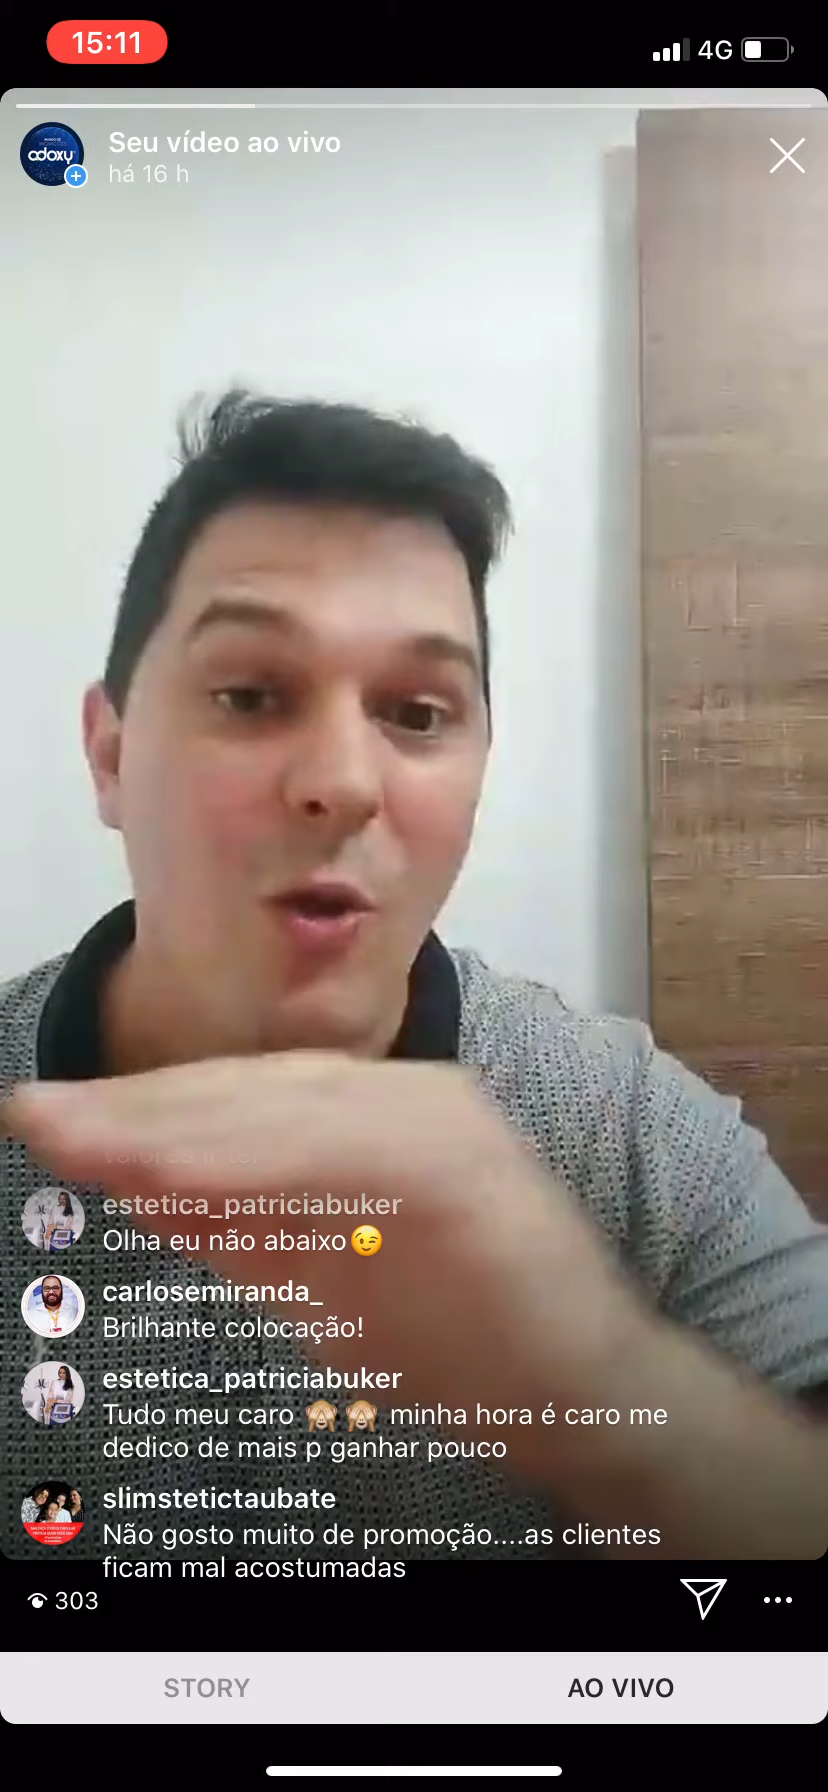 15:11
4G
adoxy
Seu vídeo ao vivo
há 16 h
estetica_patriciabuker
Olha eu não abaixo😉
carlosemiranda_
Brilhante colocação!
estetica_patriciabuker
Tudo meu caro 🙈🙈 minha hora é caro me
dedico de mais p ganhar pouco
slimstetictaubate
Não gosto muito de promoção....as clientes
ficam mal acostumadas
303
STORY
AO VIVO